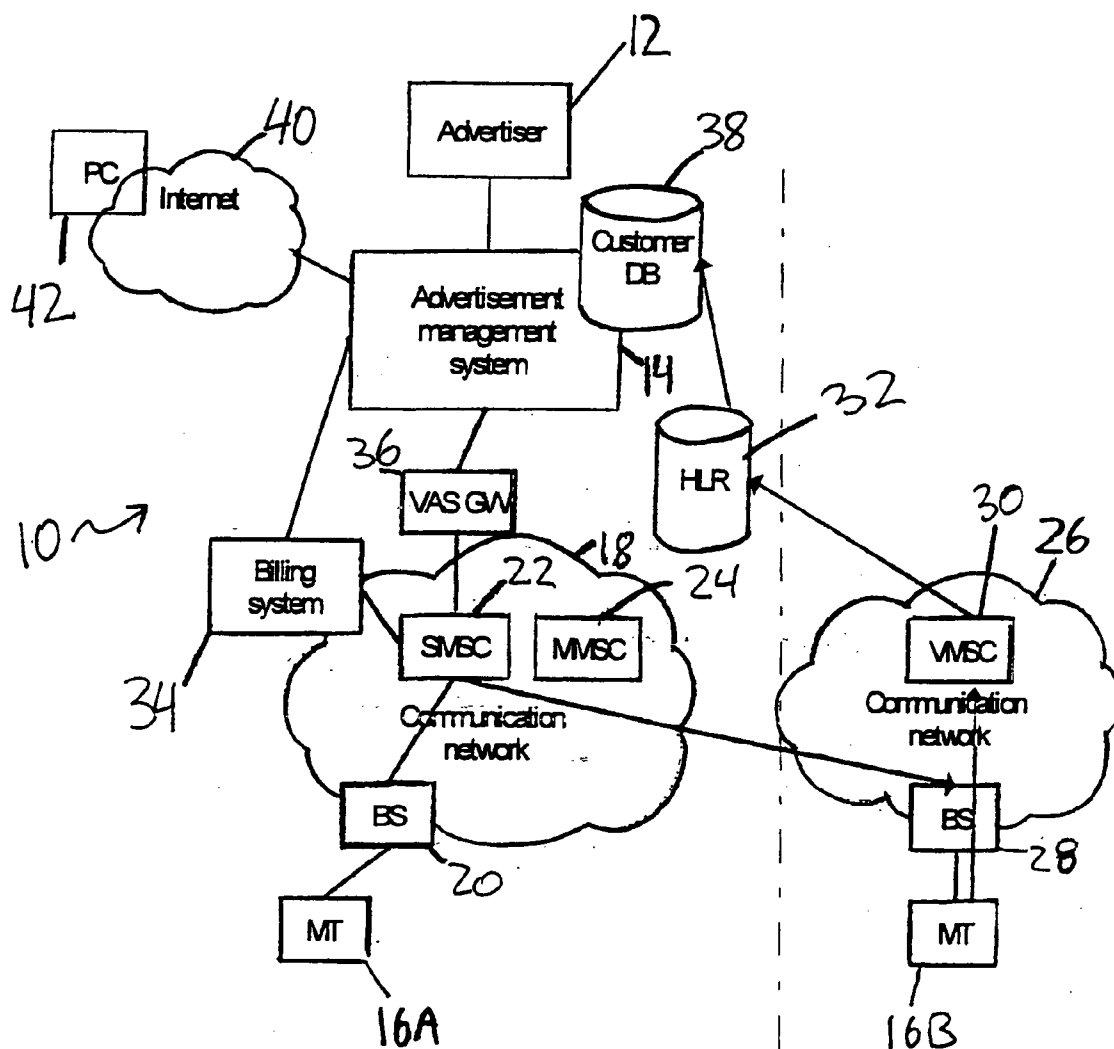 12
Advertiser
40
38
PC
Internet
42
Customer
DB
Advertisement
management
system
14
32
36
VAS GW
HLR
10
30
26
18
Billing
system
22
24
SMSC
MMSC
VMSC
34
Communication
network
Communication
network
BS
BS
20
28
MT
MT
16A
16B